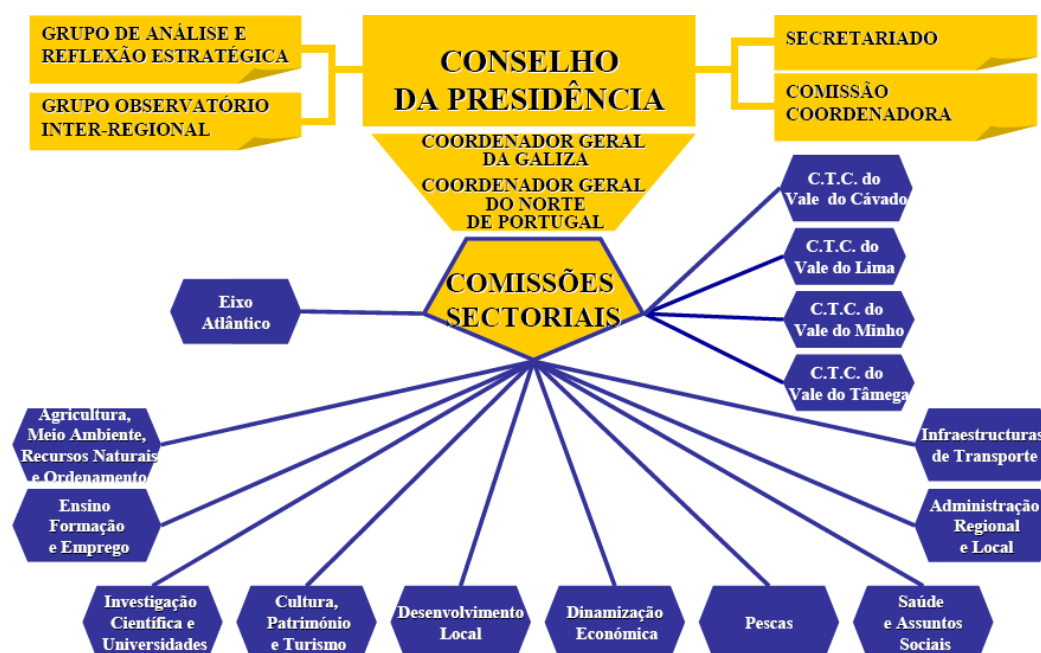 GRUPO DE ANÁLISE E
REFLEXÃO ESTRATÉGICA
GRUPO OBSERVATÓRIO
INTER-REGIONAL
CONSELHO
DA PRESIDÊNCIA
SECRETARIADO
COMISSÃO
COORDENADORA
COORDENADOR GERAL
DA GALIZA
COORDENADOR GERAL
DO NORTE
DE PORTUGAL
COMISSÕES
SECTORIAIS
C.T.C. do
Vale do Cávado
C.T.C. do
Vale do Lima
C.T.C. do
Vale do Minho
C.T.C. do
Vale do Tâmega
Eixo
Atlântico
Agricultura,
Meio Ambiente,
Recursos Naturais
e Ordenamento
Ensino
Formação
e Emprego
Investigação
Científica e
Universidades
Cultura,
Património
e Turismo
Desenvolvimento
Local
Dinamização
Económica
Pescas
Saúde
e Assuntos
Sociais
Administração
Regional
e Local
Infraestructuras
de Transporte